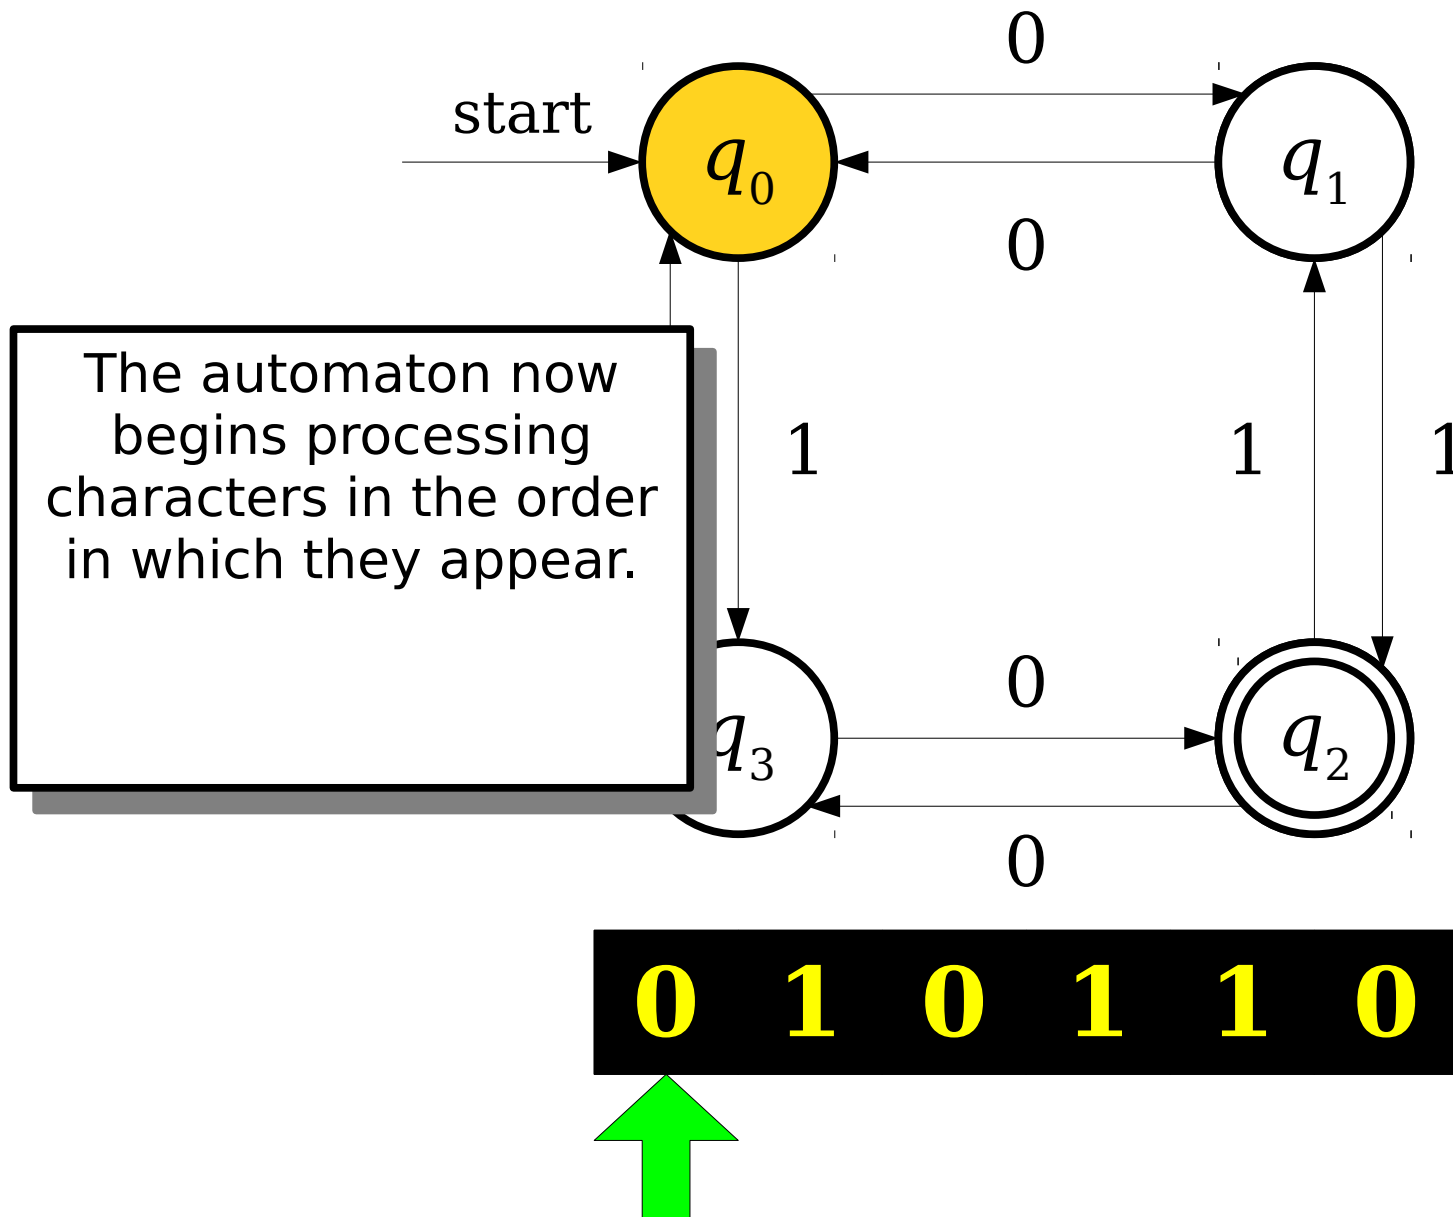 0
start
q0
q1
0
The automaton now
begins processing
characters in the order
in which they appear.
1
1
1
0
q3
q2
0
0 1 0 1 1 0